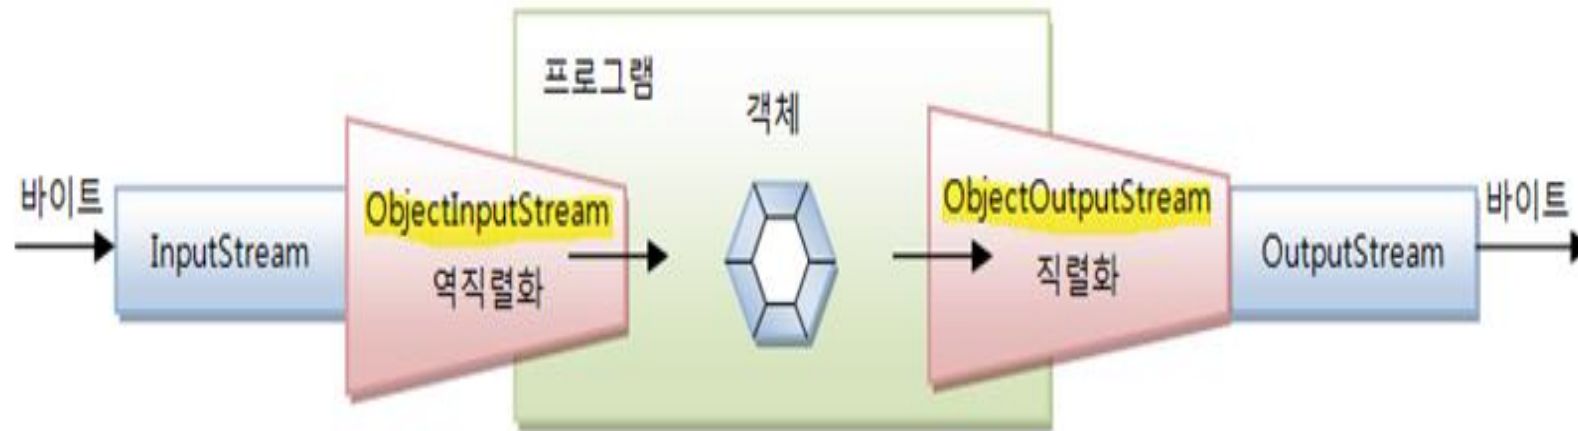 프로그램
객체
바이트
InputStream
ObjectInputStream
역직렬화
ObjectOutputStream
직렬화
OutputStream
바이트